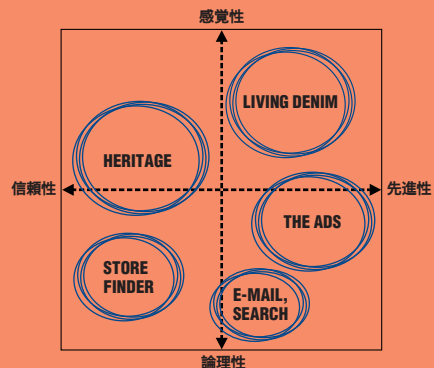 感覚性
LIVING DENIM
HERITAGE
信頼性
先進性
THE ADS
STORE
FINDER
E-MAIL,
SEARCH
論理性